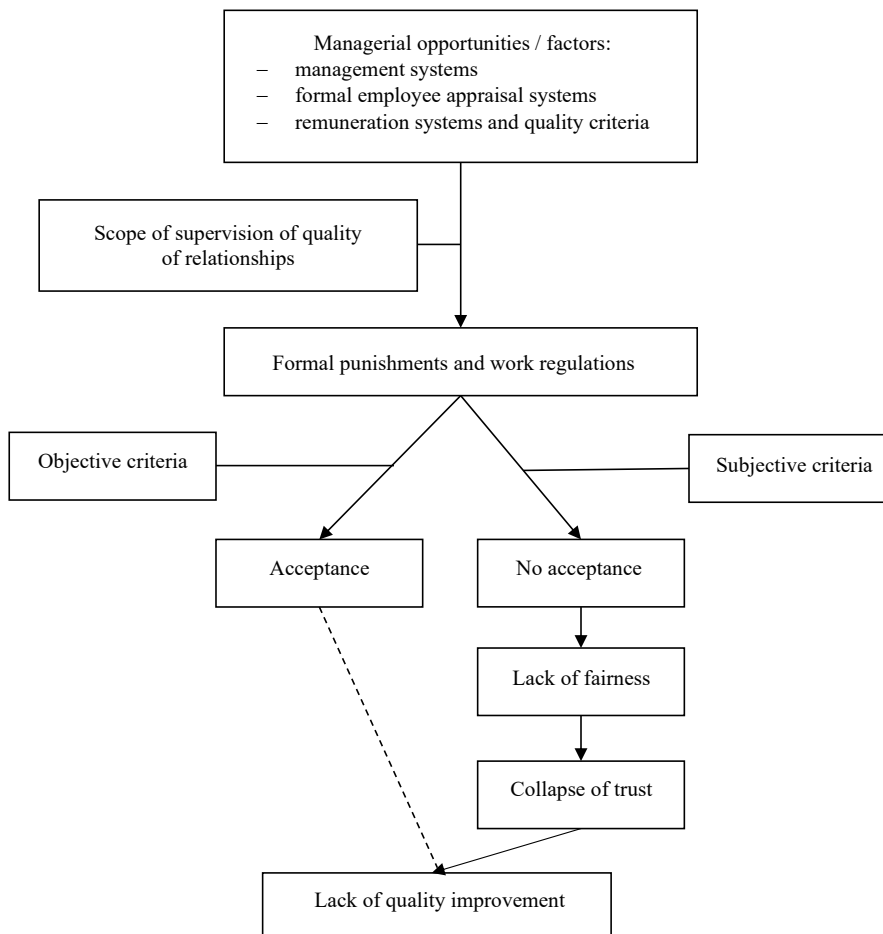 Managerial opportunities / factors:
– management systems
– formal employee appraisal systems
– remuneration systems and quality criteria
Scope of supervision of quality
of relationships
Formal punishments and work regulations
Objective criteria
Subjective criteria
Acceptance
No acceptance
Lack of fairness
Collapse of trust
Lack of quality improvement